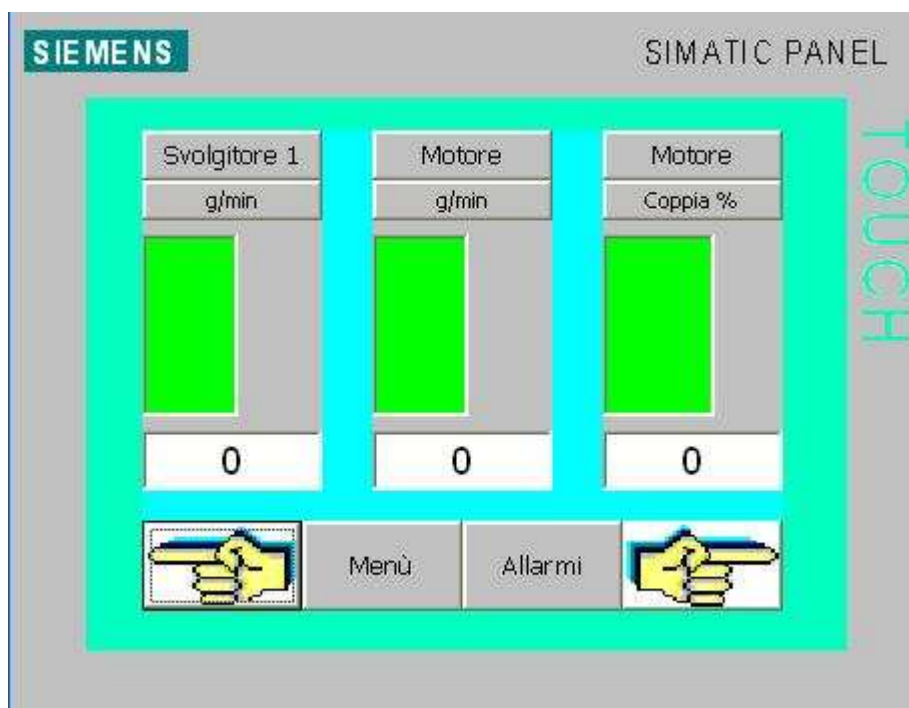 SIEMENS
SIMATIC PANEL
TOUCH
Svolgitore 1
Motore
Motore
g/min
g/min
Coppia %
0
0
0
Menù
Allarmi